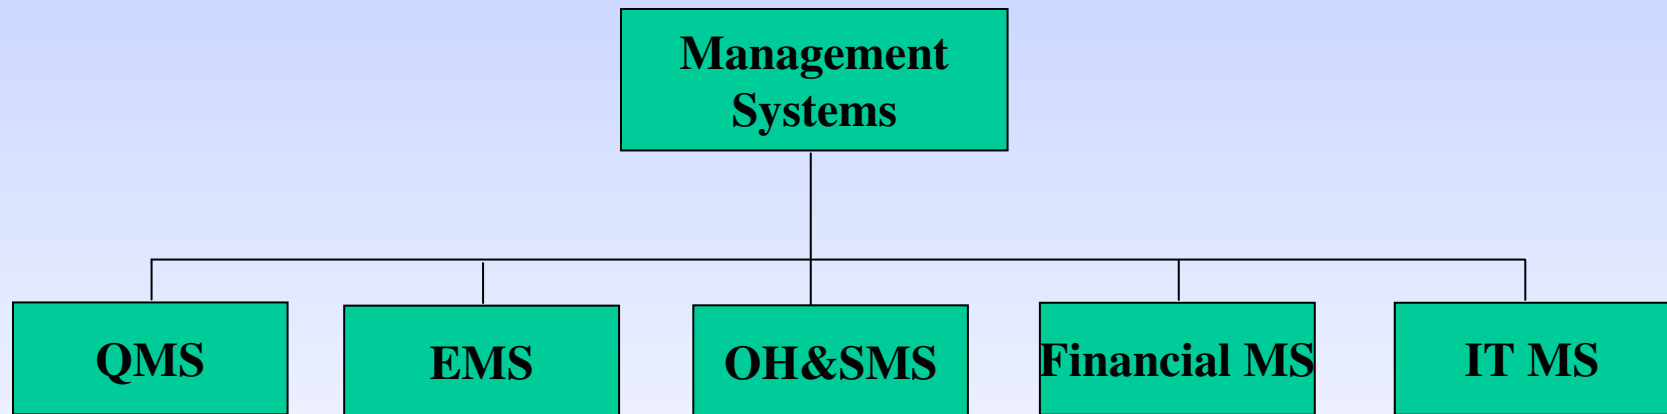 Management
Systems
QMS
EMS
OH&SMS
Financial MS
IT MS